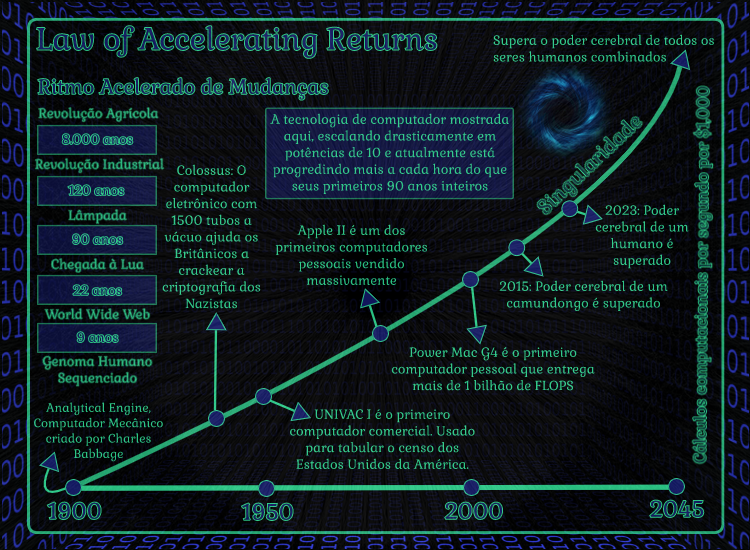 Law of Accelerating Returns
Ritmo Acelerado de Mudanças
Revolução Agrícola
8.000 anos
Revolução Industrial
120 anos
Lâmpada
90 anos
Chegada à Lua
22 anos
World Wide Web
9 anos
Genoma Humano
Sequenciado
A tecnologia de computador mostrada
aqui, escalando drasticamente em
potências de 10 e atualmente está
progredindo mais a cada hora do que
seus primeiros 90 anos inteiros
Supera o poder cerebral de todos os
seres humanos combinados
Singularidade
Cálculos computacionais por segundo por $1,000
Analytical Engine,
Computador Mecânico
criado por Charles
Babbage
Colossus: O
computador
eletrônico com
1500 tubos a
vácuo ajuda os
Britânicos a
crackear a
criptografia dos
Nazistas
UNIVAC I é o primeiro
computador comercial. Usado
para tabular o censo dos
Estados Unidos da América.
Apple II é um dos
primeiros computadores
pessoais vendido
massivamente
Power Mac G4 é o primeiro
computador pessoal que entrega
mais de 1 bilhão de FLOPS
2015: Poder cerebral de um
camundongo é superado
2023: Poder
cerebral de um
humano é
superado
1900
1950
2000
2045